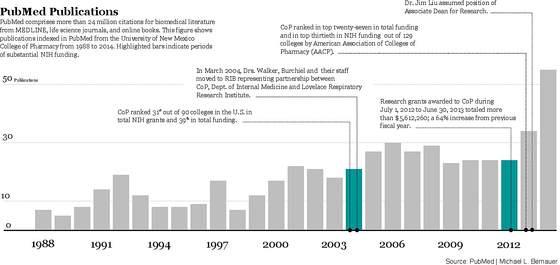 Dr. Jim Liu assumed position of
Associate Dean for Research.
PubMed Publications
PubMed comprises more than 24 million citations for biomedical literature
from MEDLINE, life science journals, and online books. This figure shows
publications indexed in PubMed from the University of New Mexico
College of Pharmacy from 1988 to 2014. Highlighted bars indicate periods
of substantial NIH funding.
CoP ranked in top twenty-seven in total funding
and in top thirtieth in NIH funding out of 129
colleges by American Association of Colleges of
Pharmacy (AACP).
50 Publications
In March 2004, Drs. Walker, Burchiel and their staff
moved to RIB representing partnership between
CoP, Dept. of Internal Medicine and Lovelace Respiratory
Research Institute.
Research grants awarded to CoP during
July 1, 2012 to June 30, 2013 totaled more
than $5,612,260; a 64% increase from previous
fiscal year.
CoP ranked 31st out of 90 colleges in the U.S. in
total NIH grants and 39th in total funding.
30
10
0
1988 1991 1994 1997 2000 2003 2006 2009 2012
Source: PubMed | Michael L. Bernauer